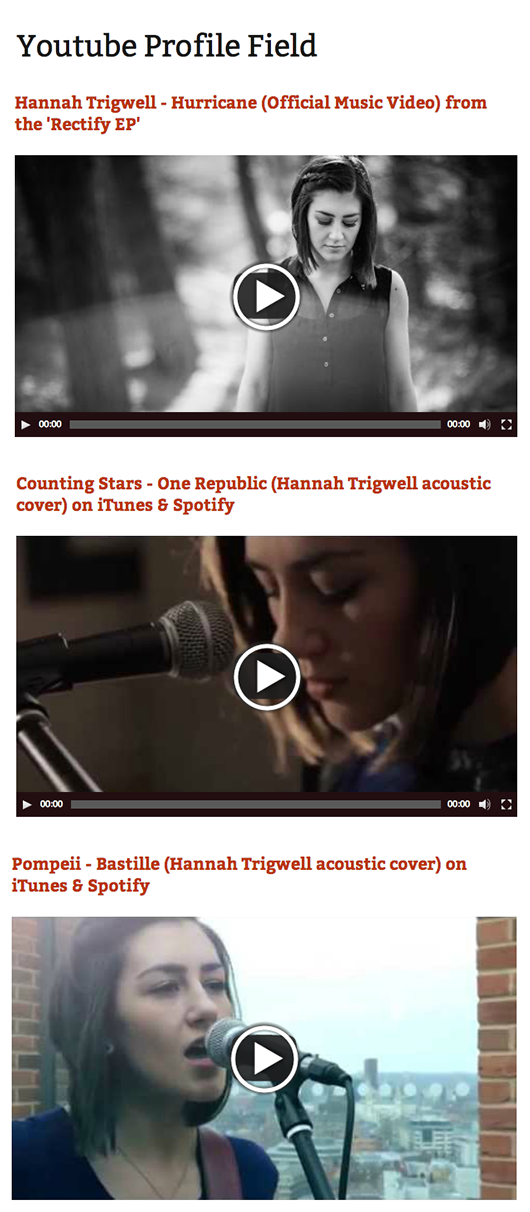 Youtube Profile Field
Hannah Trigwell - Hurricane (Official Music Video) from
the 'Rectify EP'
00:00 00:00
Counting Stars - One Republic (Hannah Trigwell acoustic
cover) on iTunes & Spotify
00:00 00:00
Pompeii - Bastille (Hannah Trigwell acoustic cover) on
iTunes & Spotify